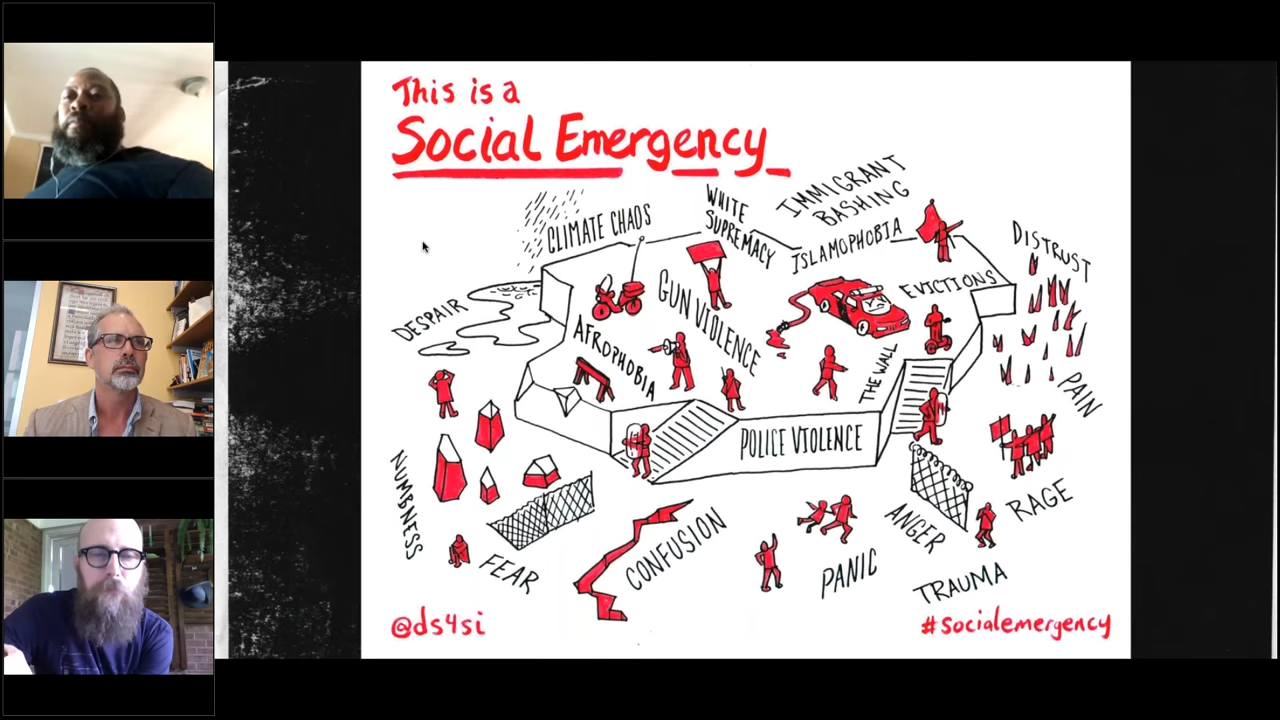 This is a
Social Emergency
CLIMATE CHAOS
WHITE
SUPREMACY
IMMIGRANT
BASHING
ISLAMOPHOBIA
DISTRUST
DESPAIR
GUN VIOLENCE
EVICTIONS
AFROPHOBIA
THE WALL
PAIN
POLICE VIOLENCE
NUMBNESS
FEAR
CONFUSION
PANIC
ANGER
RAGE
TRAUMA
@ds4si
#socialemergency